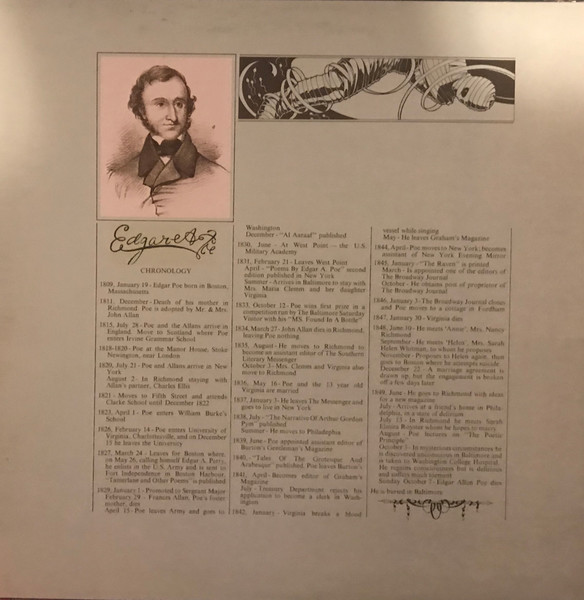 Edgar A
CHRONOLOGY
1809, January 19 - Edgar Poe born in Boston,
Massachusetts
1811, December - Death of his mother in
Richmond. Poe is adopted by Mr. & Mrs.
John Allan
1815, July 28 - Poe and the Allans arrive in
England. Move to Scotland where Poe
enters Irvine Grammar School
1818-1820 - Poe at the Manor House, Stoke
Newington, near London
1820, July 21 - Poe and Allans arrive in New
York
August 2 - In Richmond staying with
Allan's partner, Charles Ellis
1821 - Moves to Fifth Street and attends
Clarke School until December 1822
1823, April 1 - Poe enters William Burke's
School
1826, February 14 - Poe enters University of
Virginia, Charlottesville, and on December
15 he leaves the University
1827, March 24 - Leaves for Boston where,
on May 26, calling himself Edgar A. Perry,
he enlists in the U.S. Army and is sent to
Fort Independence in Boston Harbour.
"Tamerlane and Other Poems" is published
1829, January 1 - Promoted to Sergeant Major
February 28 - Frances Allan, Poe's foster
mother, dies
April 15 - Poe leaves Army and goes to
Washington
December - "Al Aaraaf" published
1830, June - At West Point - the U.S.
Military Academy
1831, February 21 - Leaves West Point
April - "Poems By Edgar A. Poe" second
edition published in New York
Summer - Arrives in Baltimore to stay with
Mrs. Maria Clemm and her daughter
Virginia
1833, October 12 - Poe wins first prize in a
competition run by The Baltimore Saturday
Visitor with his "MS. Found In A Bottle"
1834, March 27 - John Allan dies in Richmond,
leaving Poe nothing
1835, August - He moves to Richmond to
become an assistant editor of The Southern
Literary Messenger
October 3 - Mrs. Clemm and Virginia also
move to Richmond
1836, May 16 - Poe and the 13 year old
Virginia are married
1837, January 3 - He leaves The Messenger and
goes to live in New York
1838, July - "The Narrative Of Arthur Gordon
Pym" published
Summer - He moves to Philadelphia
1839, June - Poe appointed assistant editor of
Burton's Gentleman's Magazine
1840, - "Tales Of The Grotesque And
Arabesque" published. Poe leaves Burton's
1841, April - Becomes editor of Graham's
Magazine
July - Treasury Department rejects his
application to become a clerk in Wash-
ington
1842, January - Virginia breaks a blood
vessel while singing
May - He leaves Graham's Magazine
1844, April - Poe moves to New York; becomes
assistant of New York Evening Mirror
1845, January - "The Raven" is printed
March - Is appointed one of the editors of
The Broadway Journal
October - He obtains post of proprietor of
The Broadway Journal
1846, January 3 - The Broadway Journal closes
and Poe moves to a cottage in Fordham
1847, January 30 - Virginia dies
1848, June 10 - He meets "Annie", Mrs. Nancy
Richmond
September - He meets "Helen", Mrs. Sarah
Helen Whitman, to whom he proposes
November - Proposes to Helen again, then
goes to Boston where he attempts suicide
December 22 - A marriage agreement is
drawn up, but the engagement is broken
off a few days later
1849, June - He goes to Richmond with ideas
for a new magazine
July - Arrives at a friend's home in Phila-
delphia, in a state of delirium
July 13 - In Richmond he meets Sarah
Elmira Royster whom he hopes to marry
August - Poe lectures on "The Poetic
Principle"
October 3 - In mysterious circumstances he
is discovered unconscious in Baltimore and
is taken to Washington College Hospital.
He regains consciousness but is delirious
and suffers much torment
Sunday October 7 - Edgar Allan Poe dies
He is buried in Baltimore